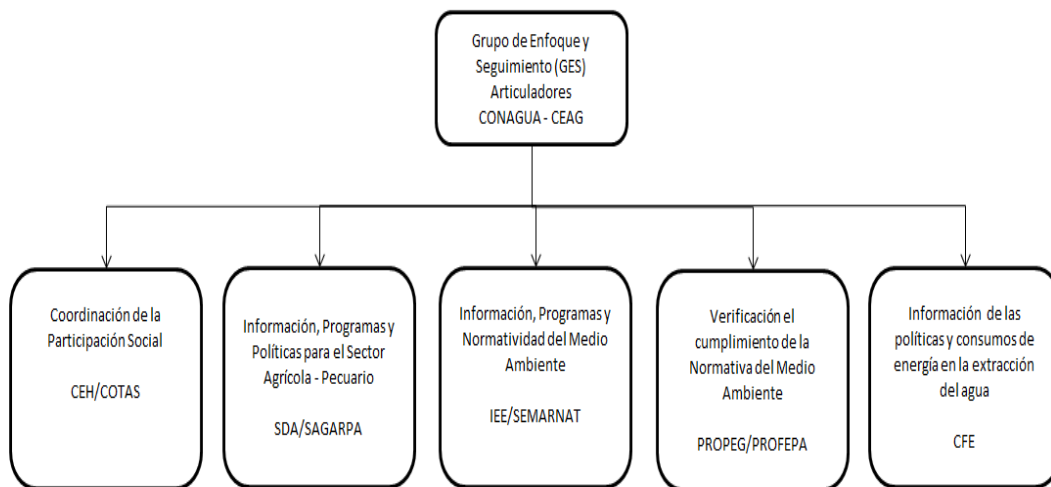 Grupo de Enfoque y
Seguimiento (GES)
Articuladores
CONAGUA - CEAG
Coordinación de la
Participación Social
CEH/COTAS
Información, Programas y
Políticas para el Sector
Agrícola - Pecuario
SDA/SAGARPA
Información, Programas y
Normatividad del Medio
Ambiente
IEE/SEMARNAT
Verificación el
cumplimiento de la
Normativa del Medio
Ambiente
PROPEG/PROFEPA
Información de las
políticas y consumos de
energía en la extracción
del agua
CFE